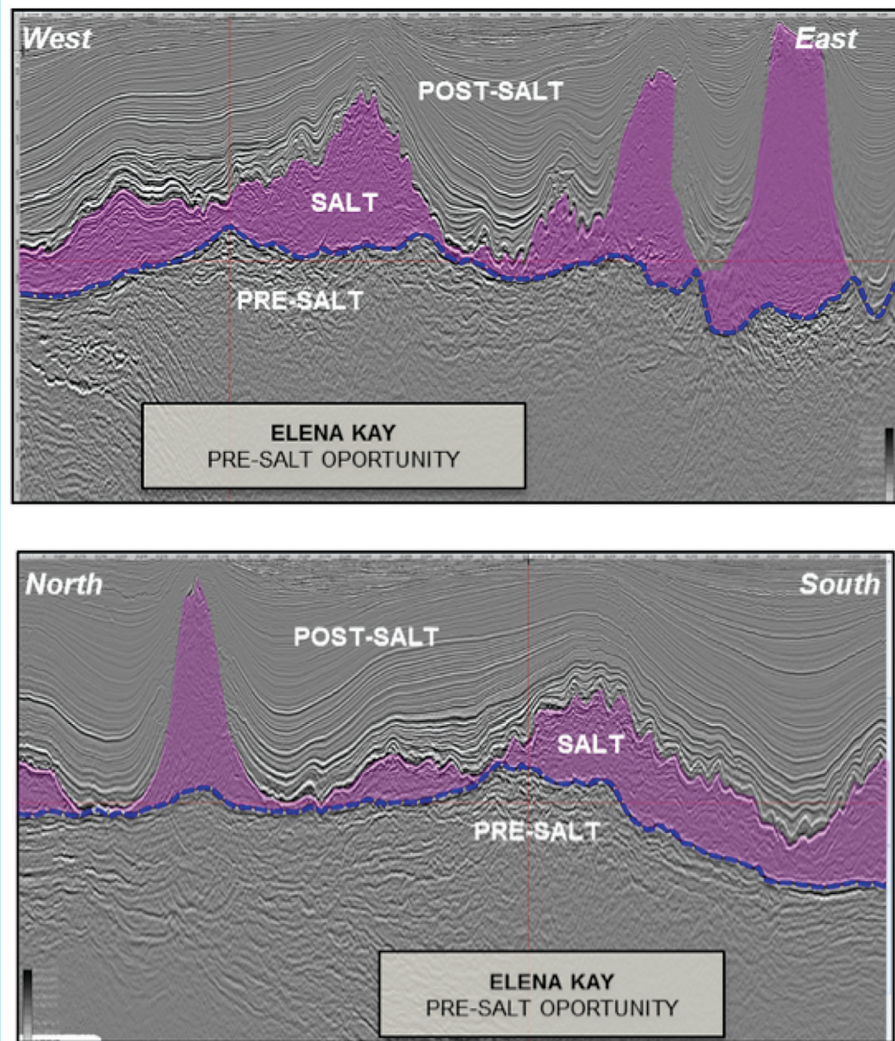 West
East
POST-SALT
SALT
PRE-SALT
ELENA KAY
PRE-SALT OPORTUNITY
North
South
POST-SALT
SALT
PRE-SALT
ELENA KAY
PRE-SALT OPORTUNITY